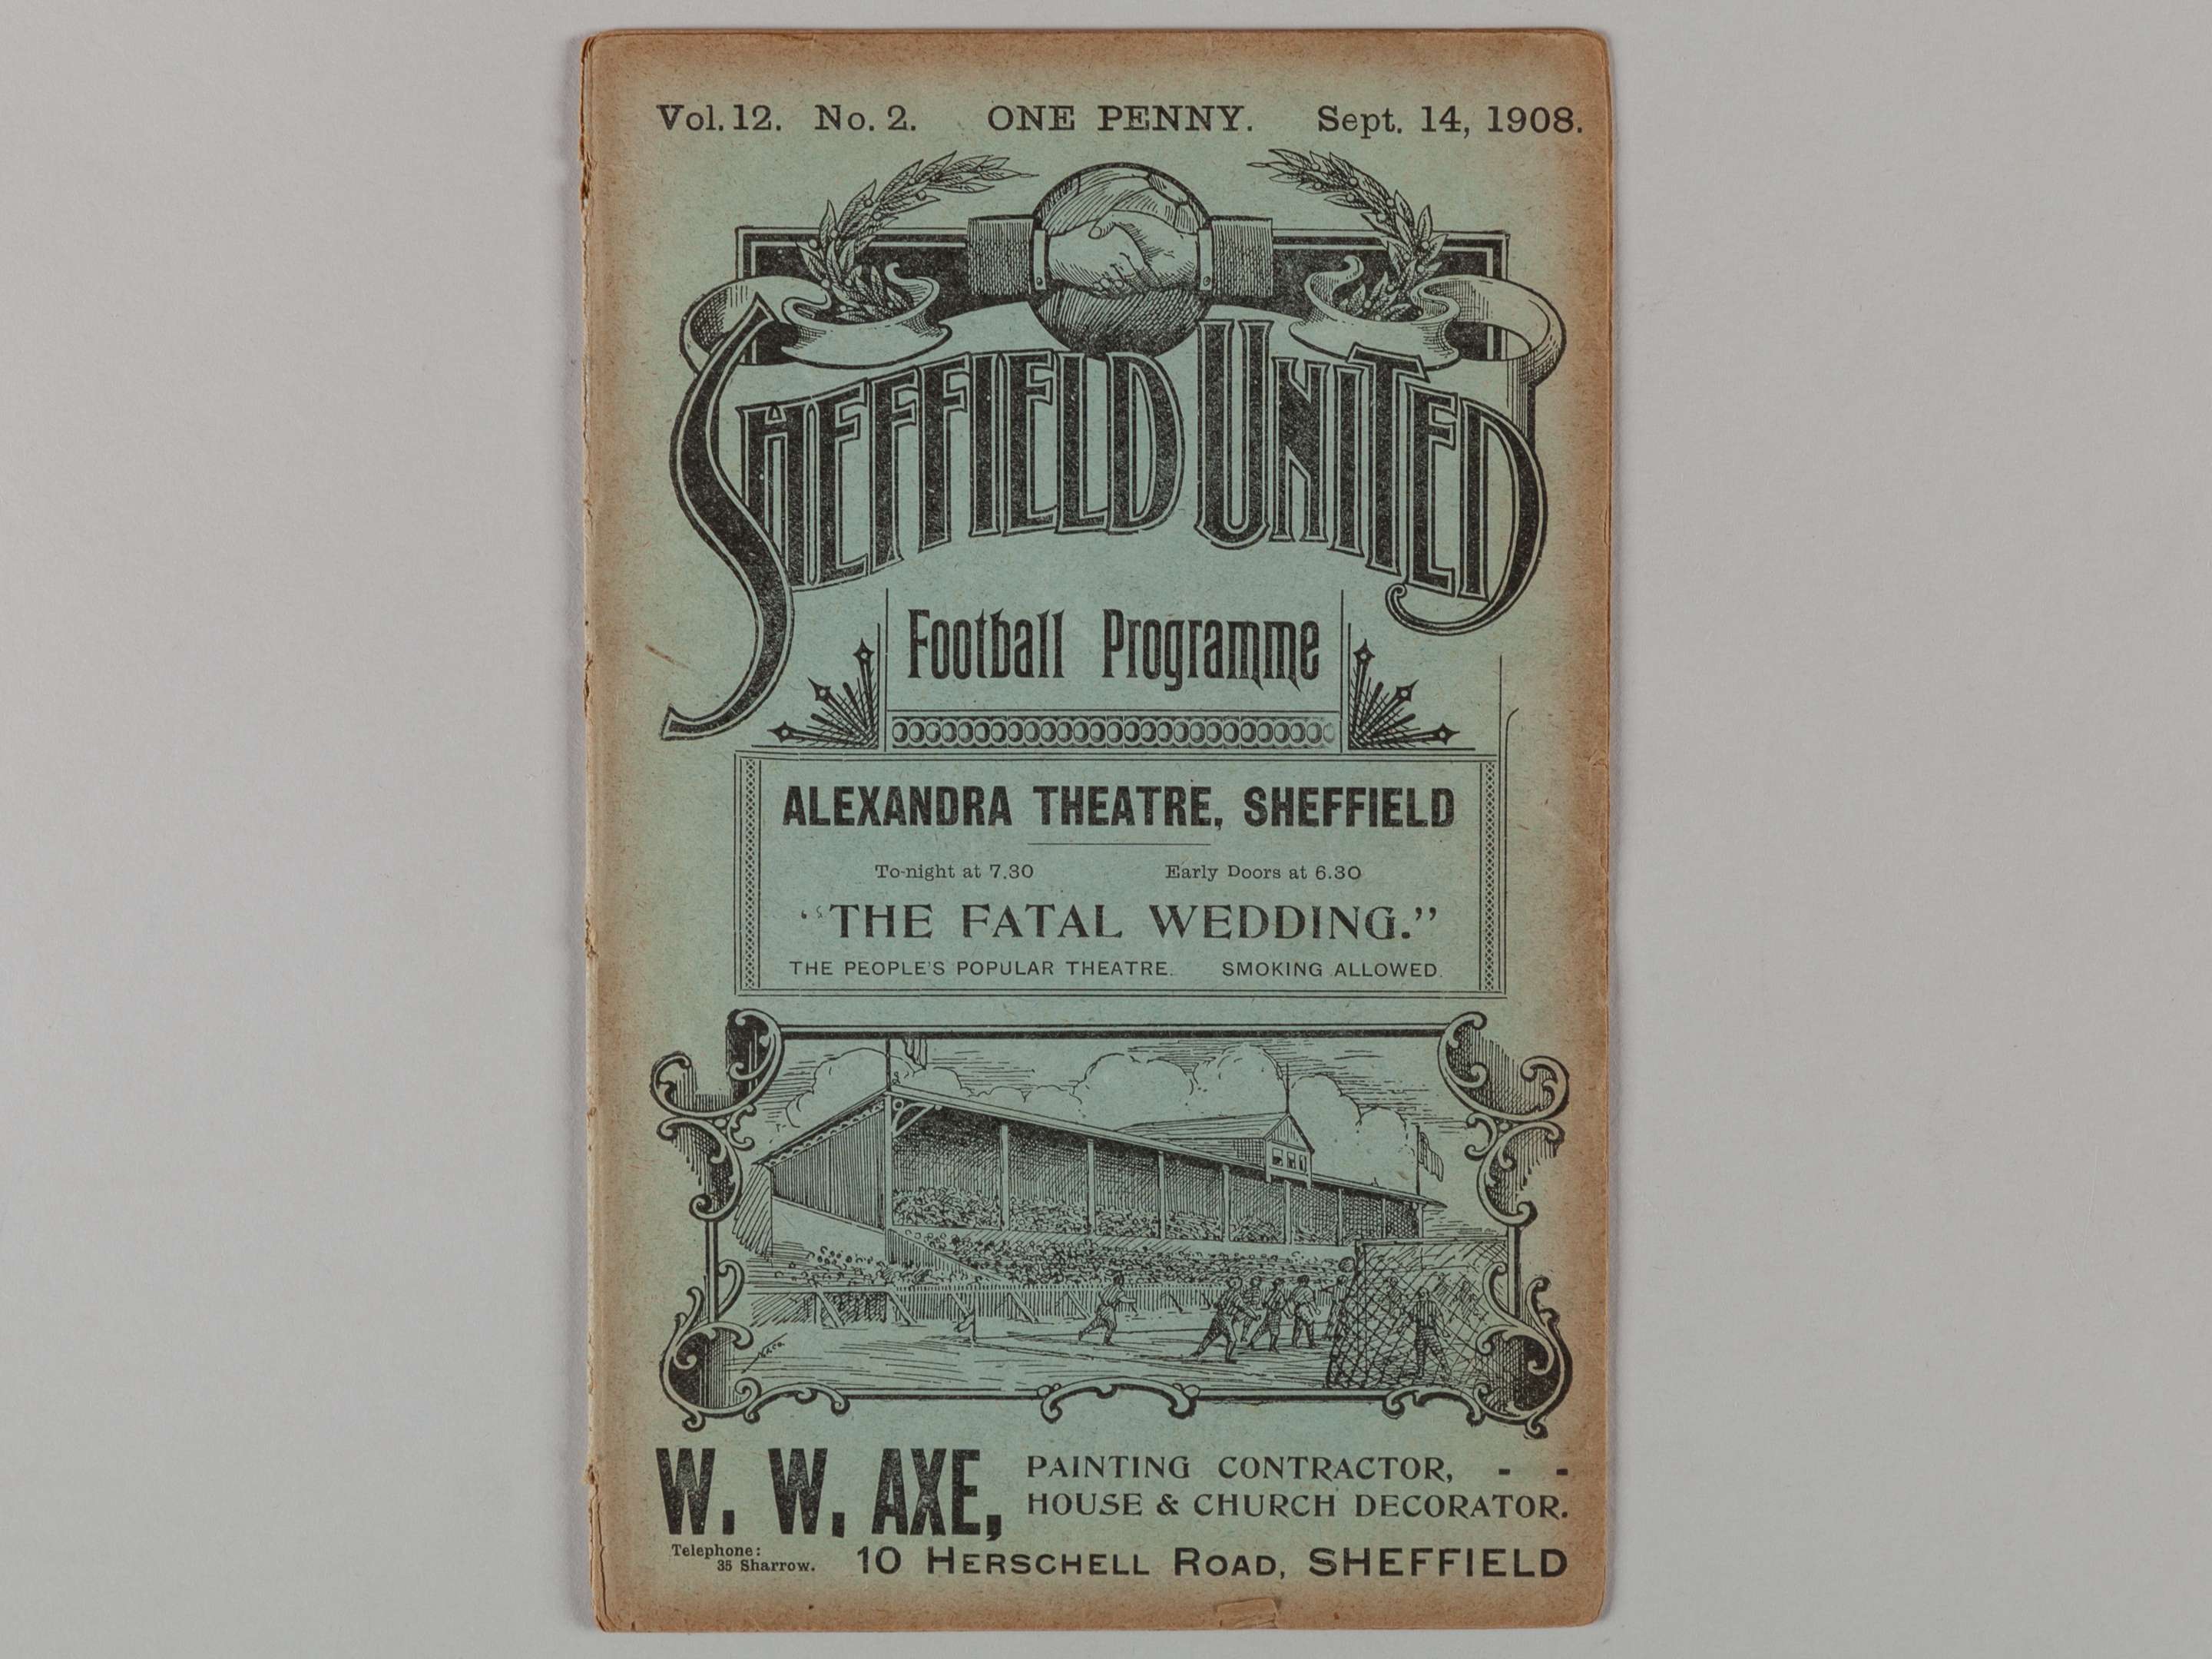 Vol. 12. No. 2. ONE PENNY. Sept. 14, 1908.
SHEFFIELD UNITED
Football Programme
ALEXANDRA THEATRE, SHEFFIELD
To-night at 7.30 Early Doors at 6.30
"THE FATAL WEDDING."
THE PEOPLE'S POPULAR THEATRE. SMOKING ALLOWED.
W. W. AXE, PAINTING CONTRACTOR, - -
HOUSE & CHURCH DECORATOR.
Telephone:
35 Sharrow. 10 HERSCHELL ROAD, SHEFFIELD